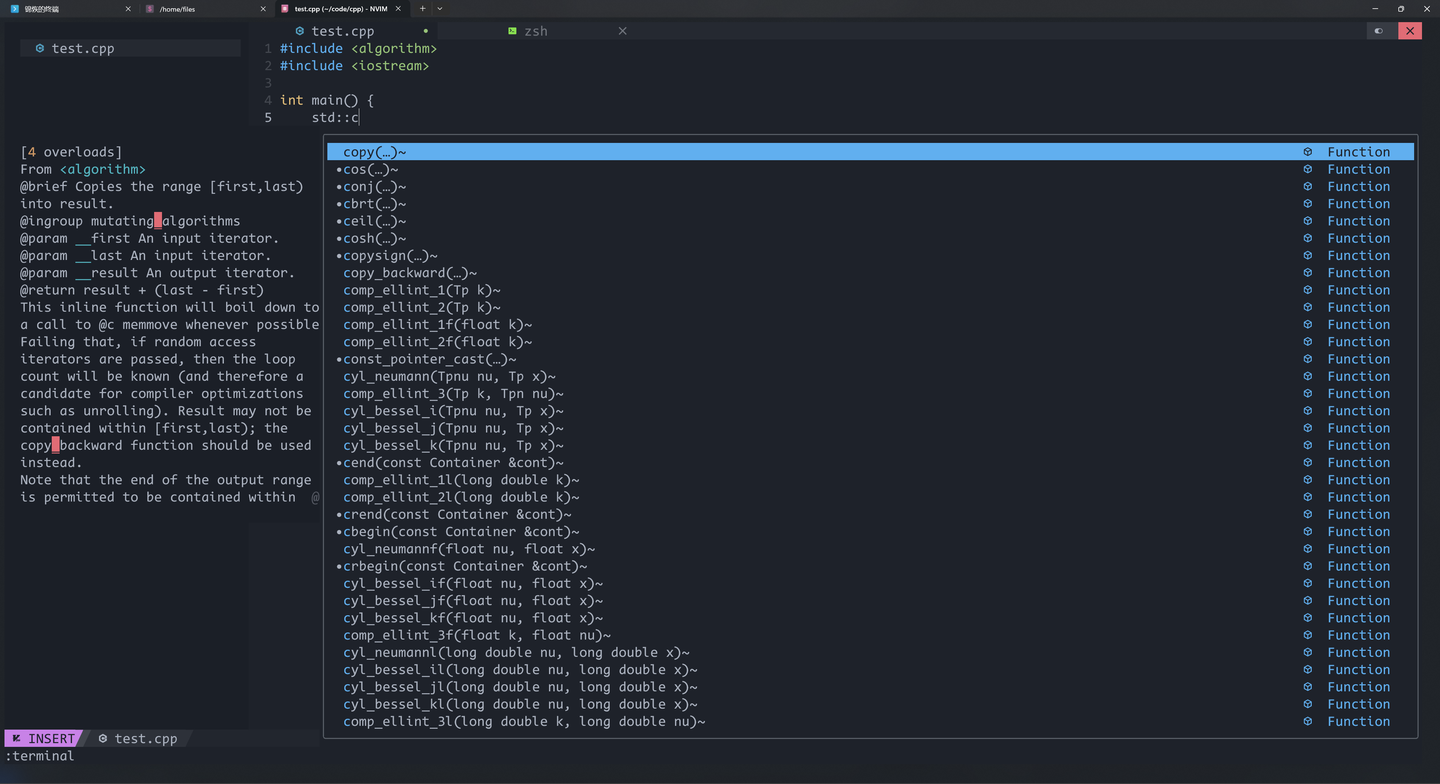 银恢的终端
/home/files
test.cpp (~/code/cpp) - NVIM
test.cpp
test.cpp
zsh
1 #include <algorithm>
2 #include <iostream>
3
4 int main() {
5 std::c
[4 overloads]
From <algorithm>
@brief Copies the range [first,last)
into result.
@ingroup mutating_algorithms
@param __first An input iterator.
@param __last An input iterator.
@param __result An output iterator.
@return result + (last - first)
This inline function will boil down to
a call to @c memmove whenever possible
Failing that, if random access
iterators are passed, then the loop
count will be known (and therefore a
candidate for compiler optimizations
such as unrolling). Result may not be
contained within [first,last); the
copy_backward function should be used
instead.
Note that the end of the output range
is permitted to be contained within @
copy(…)~ Function
•cos(…)~ Function
•conj(…)~ Function
•cbrt(…)~ Function
•ceil(…)~ Function
•cosh(…)~ Function
•copysign(…)~ Function
copy_backward(…)~ Function
comp_ellint_1(Tp k)~ Function
comp_ellint_2(Tp k)~ Function
comp_ellint_1f(float k)~ Function
comp_ellint_2f(float k)~ Function
•const_pointer_cast(…)~ Function
cyl_neumann(Tpnu nu, Tp x)~ Function
comp_ellint_3(Tp k, Tpn nu)~ Function
cyl_bessel_i(Tpnu nu, Tp x)~ Function
cyl_bessel_j(Tpnu nu, Tp x)~ Function
cyl_bessel_k(Tpnu nu, Tp x)~ Function
•cend(const Container &cont)~ Function
comp_ellint_1l(long double k)~ Function
comp_ellint_2l(long double k)~ Function
•crend(const Container &cont)~ Function
•cbegin(const Container &cont)~ Function
cyl_neumannf(float nu, float x)~ Function
•crbegin(const Container &cont)~ Function
cyl_bessel_if(float nu, float x)~ Function
cyl_bessel_jf(float nu, float x)~ Function
cyl_bessel_kf(float nu, float x)~ Function
comp_ellint_3f(float k, float nu)~ Function
cyl_neumannl(long double nu, long double x)~ Function
cyl_bessel_il(long double nu, long double x)~ Function
cyl_bessel_jl(long double nu, long double x)~ Function
cyl_bessel_kl(long double nu, long double x)~ Function
comp_ellint_3l(long double k, long double nu)~ Function
INSERT test.cpp
:terminal